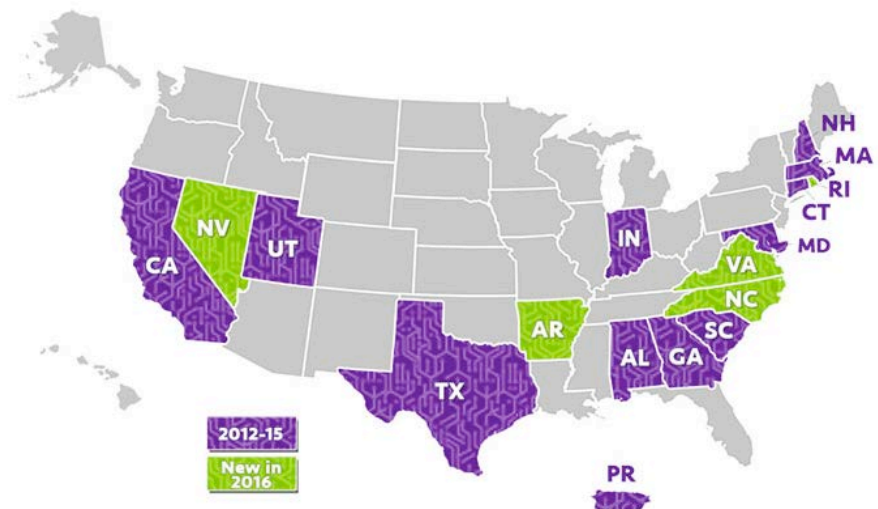 NH
MA
RI
CT
MD
NV
UT
CA
IN
VA
NC
AR
SC
AL
GA
TX
2012-15
New in
2016
PR